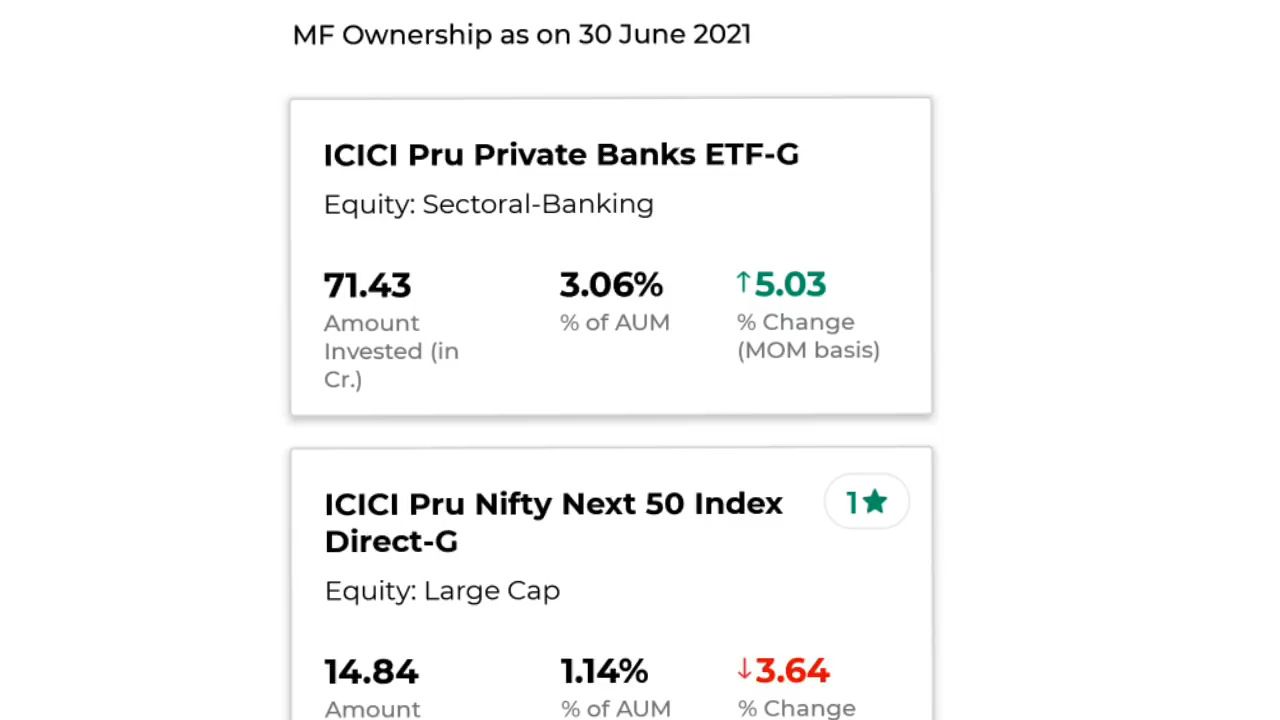 MF Ownership as on 30 June 2021
ICICI Pru Private Banks ETF-G
Equity: Sectoral-Banking
71.43 3.06% ↑5.03
Amount % of AUM % Change
Invested (in (MOM basis)
Cr.)
ICICI Pru Nifty Next 50 Index 1★
Direct-G
Equity: Large Cap
14.84 1.14% ↓3.64
Amount % of AUM % Change